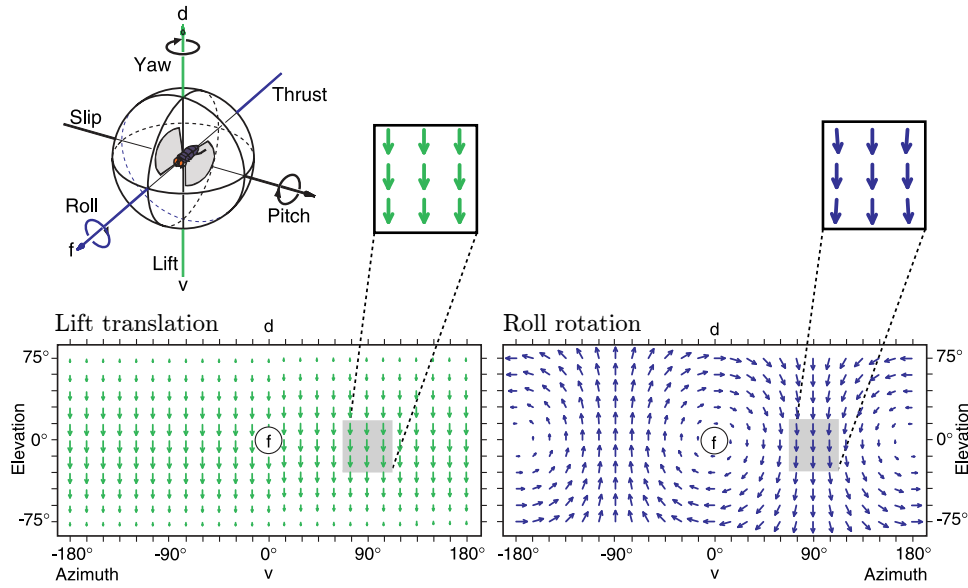 d
Yaw
Thrust
Slip
Roll
Pitch
f
Lift
v
Lift translation
d
75°
0°
-75°
Elevation
f
-180°
-90°
0°
90°
180°
Azimuth
v
Roll rotation
d
75°
0°
-75°
Elevation
f
-180°
-90°
0°
90°
180°
v
Azimuth